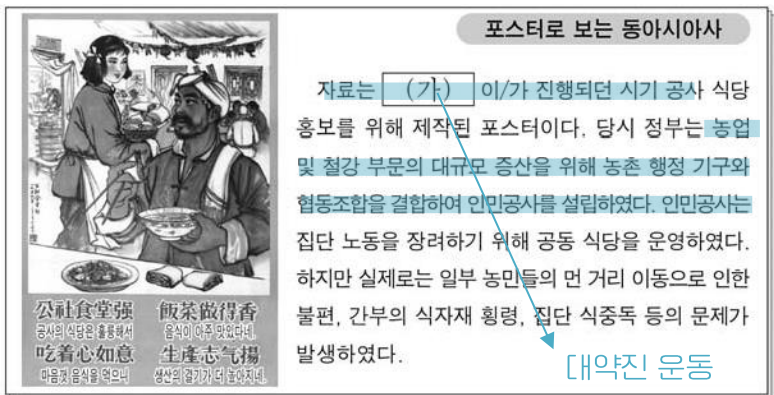 포스터로 보는 동아시아사
자료는 (가) 이/가 진행되던 시기 공사 식당
홍보를 위해 제작된 포스터이다. 당시 정부는 농업
및 철강 부문의 대규모 증산을 위해 농촌 행정 기구와
협동조합을 결합하여 인민공사를 설립하였다. 인민공사는
집단 노동을 장려하기 위해 공동 식당을 운영하였다.
하지만 실제로는 일부 농민들의 먼 거리 이동으로 인한
불편, 간부의 식자재 횡령, 집단 식중독 등의 문제가
발생하였다.
대약진 운동
公社食堂强 飯菜做得香
공사의 식당은 훌륭해서 음식이 아주 맛있다네.
吃着心如意 生產志气揚
마음껏 음식을 먹으니 생산의 열기가 더 높아지네.